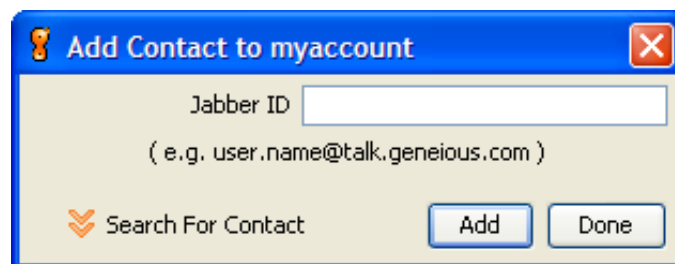 Add Contact to myaccount
Jabber ID
( e.g. user.name@talk.geneious.com )
Search For Contact Add Done